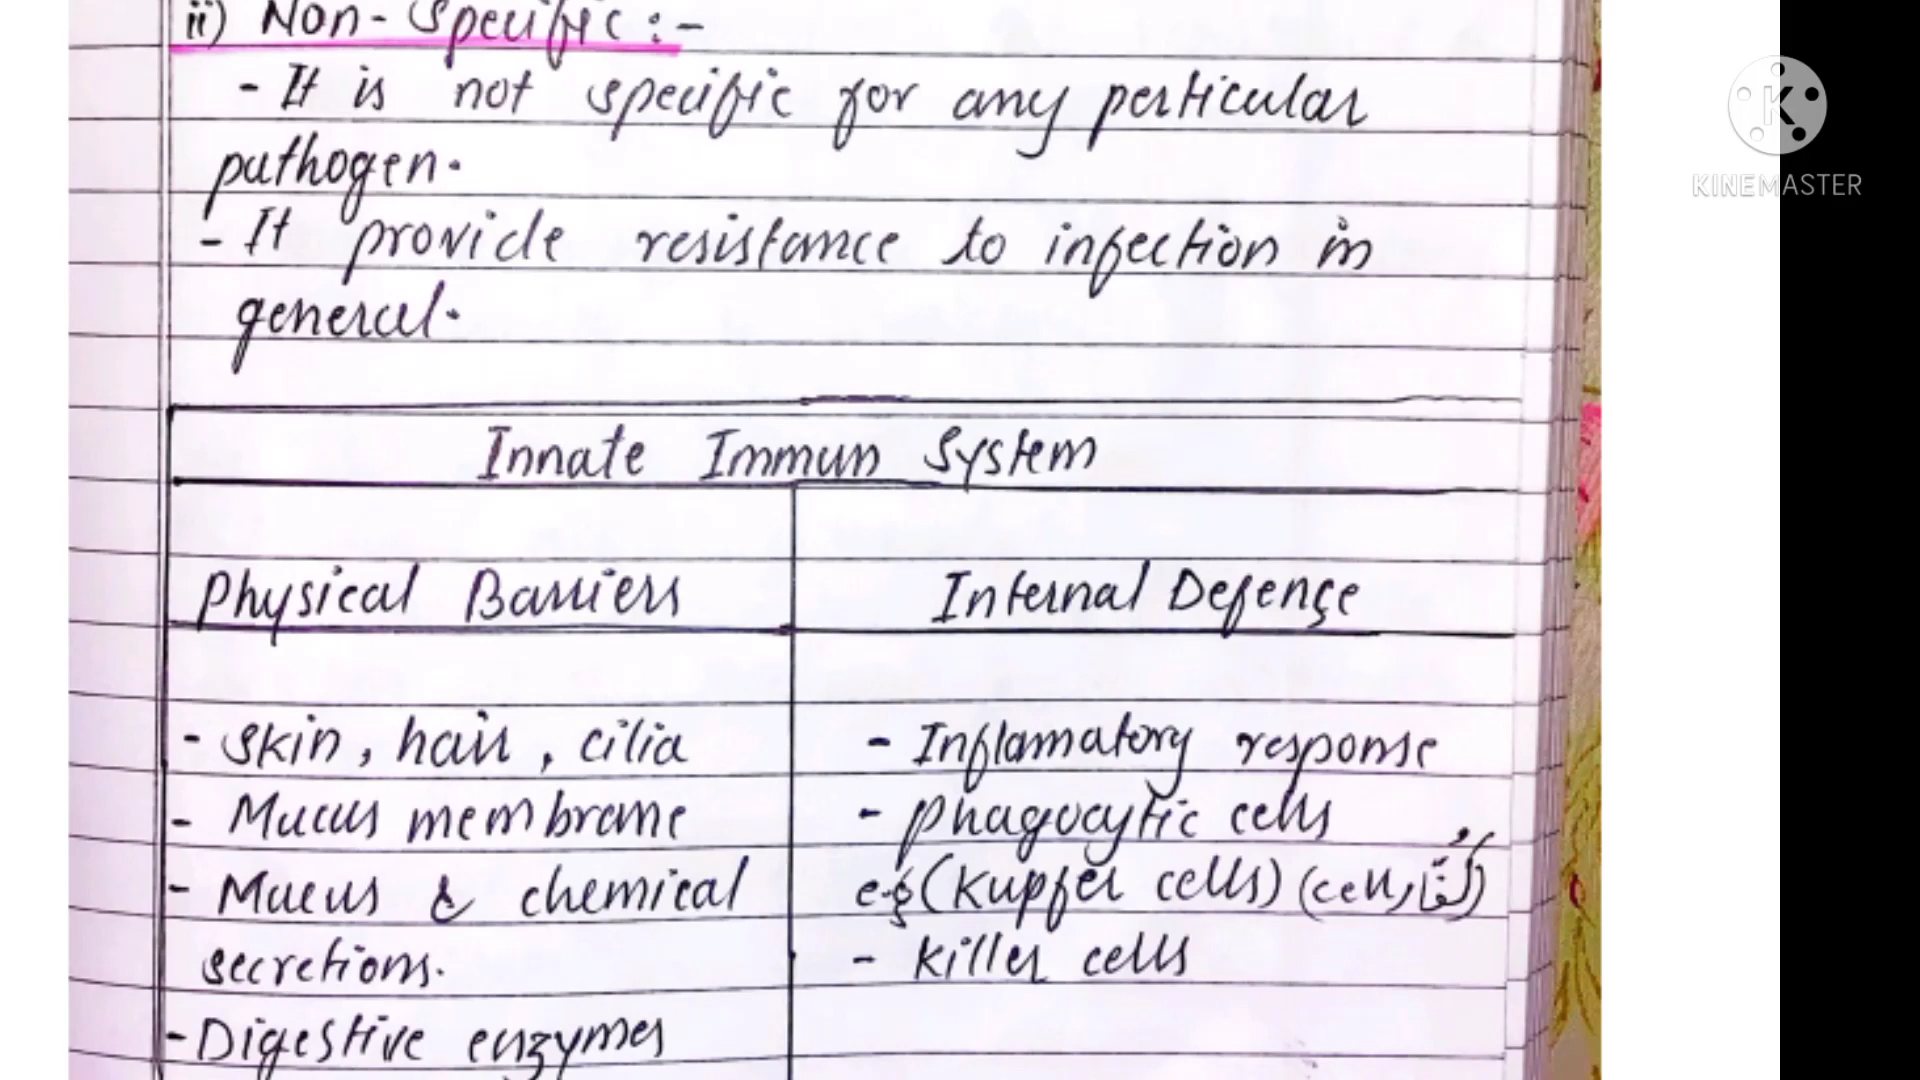 ii) Non-Specific :-
- It is not specific for any perticular
pathogen.
- It provide resistance to infection in
general.
Innate Immun System
Physical Barriers
Internal Defence
- Skin, hair, cilia
- Mucus membrane
- Mucus & chemical
secretions.
- Digestive enzymes
- Inflamatory response
- Phagocytic cells
e.g (Kupfer cells) (cell,
- Killer cells
KINEMASTER